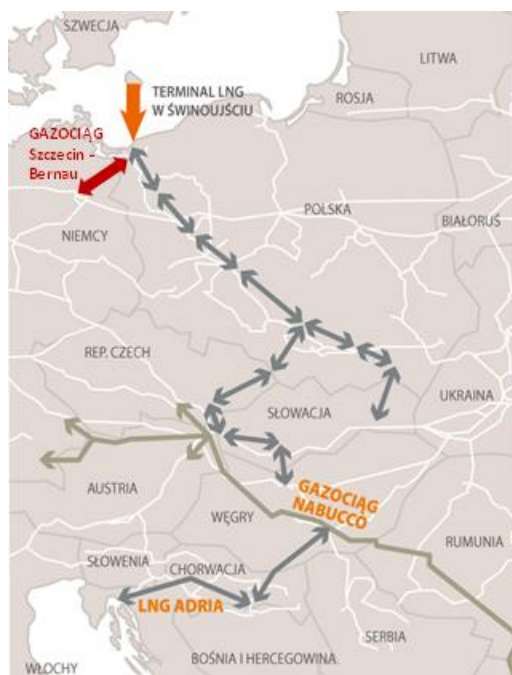 SZWECJA
LITWA
TERMINAL LNG
W ŚWINOUJŚCIU
ROSJA
GAZOCIĄG
Szczecin –
Bernau
POLSKA
BIAŁORUŚ
NIEMCY
REP. CZECH
UKRAINA
SŁOWACJA
AUSTRIA
GAZOCIĄG
NABUCCO
WĘGRY
RUMUNIA
SŁOWENIA
CHORWACJA
LNG ADRIA
SERBIA
BOŚNIA I HERCEGOWINA
WŁOCHY